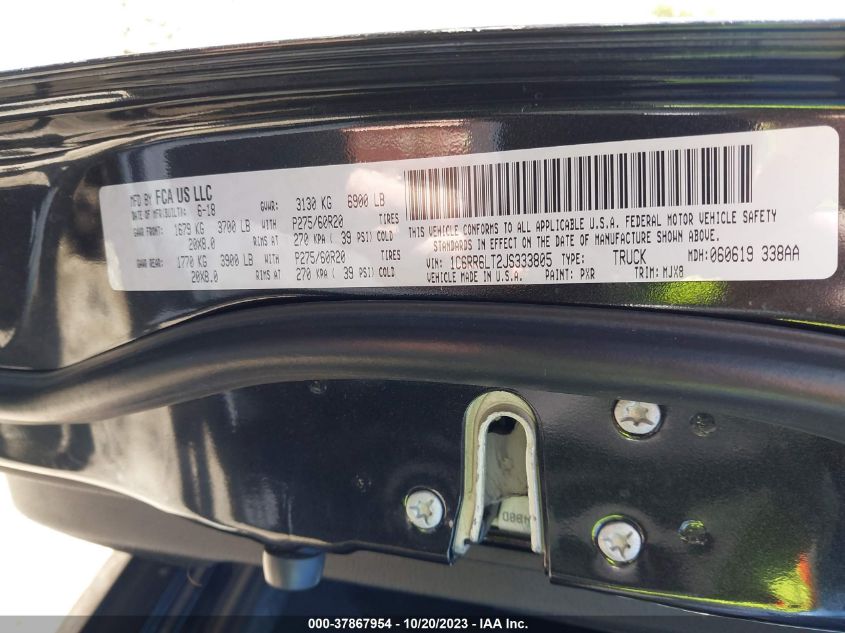 MFD BY FCA US LLC
DATE OF MFR/BUILT: 6-18 GVWR: 3130 KG 6900 LB
GAWR FRONT: 1679 KG 3700 LB WITH P275/60R20 TIRES
20X8.0 RIMS AT 270 KPA ( 39 PSI) COLD
GAWR REAR: 1770 KG 3900 LB WITH P275/60R20 TIRES
20X8.0 RIMS AT 270 KPA ( 39 PSI) COLD
THIS VEHICLE CONFORMS TO ALL APPLICABLE U.S.A. FEDERAL MOTOR VEHICLE SAFETY
STANDARDS IN EFFECT ON THE DATE OF MANUFACTURE SHOWN ABOVE.
VIN: 1C6RR6LT2JS333805 TYPE: TRUCK MDH: 060619 338AA
VEHICLE MADE IN U.S.A. PAINT: PXR TRIM: MJX8
000-37867954 - 10/20/2023 - IAA Inc.